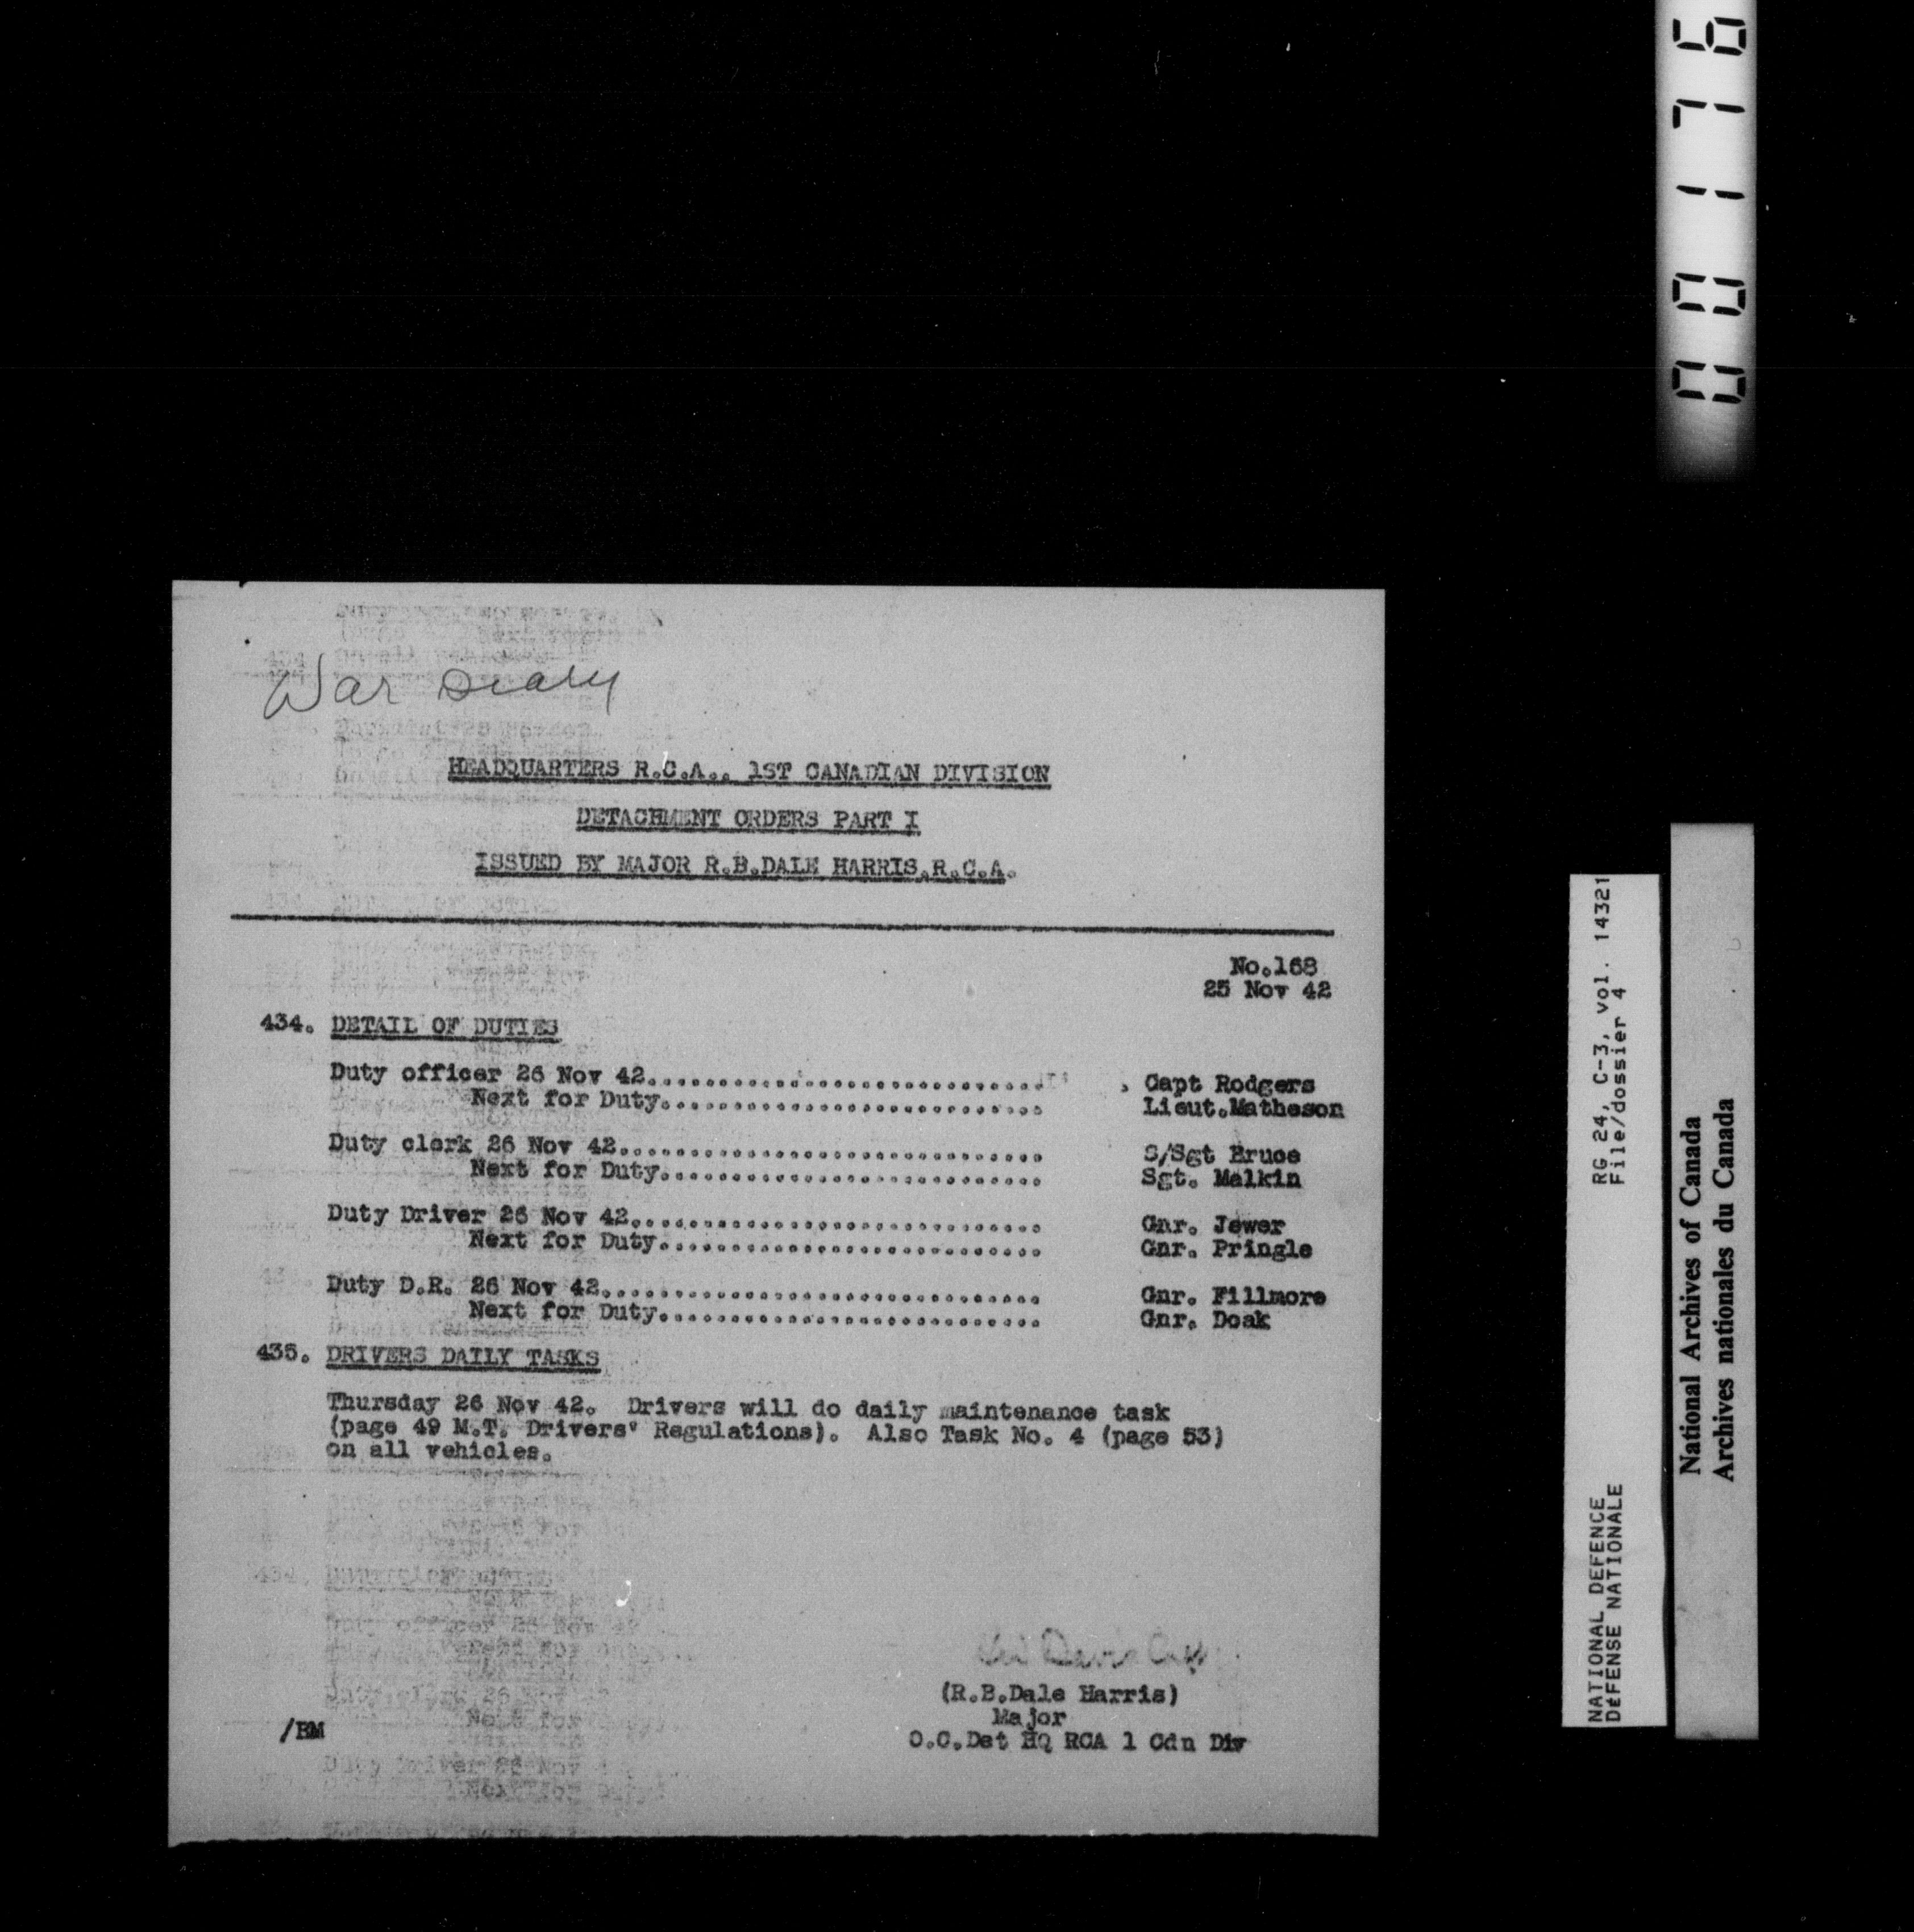 War Diary
HEADQUARTERS R.C.A., 1ST CANADIAN DIVISION
DETACHMENT ORDERS PART I
ISSUED BY MAJOR R.B.DALE HARRIS,R.C.A.
No.168
25 Nov 42
434. DETAIL OF DUTIES
Duty officer 26 Nov 42.................................. Capt Rodgers
Next for Duty................................ Lieut.Matheson
Duty clerk 26 Nov 42.................................... S/Sgt Bruce
Next for Duty................................ Sgt. Malkin
Duty Driver 26 Nov 42................................... Gnr. Jewer
Next for Duty................................ Gnr. Pringle
Duty D.R. 26 Nov 42..................................... Gnr. Fillmore
Next for Duty................................ Gnr. Doak
435. DRIVERS DAILY TASKS
Thursday 26 Nov 42. Drivers will do daily maintenance task
(page 49 M.T. Drivers' Regulations). Also Task No. 4 (page 53)
on all vehicles.
(R.B.Dale Harris)
Major
/BM
O.C.Det HQ RCA 1 Cdn Div
00176
NATIONAL DEFENCE RG 24, C-3, vol. 14321
DéFENSE NATIONALE File/dossier 4
National Archives of Canada
Archives nationales du Canada